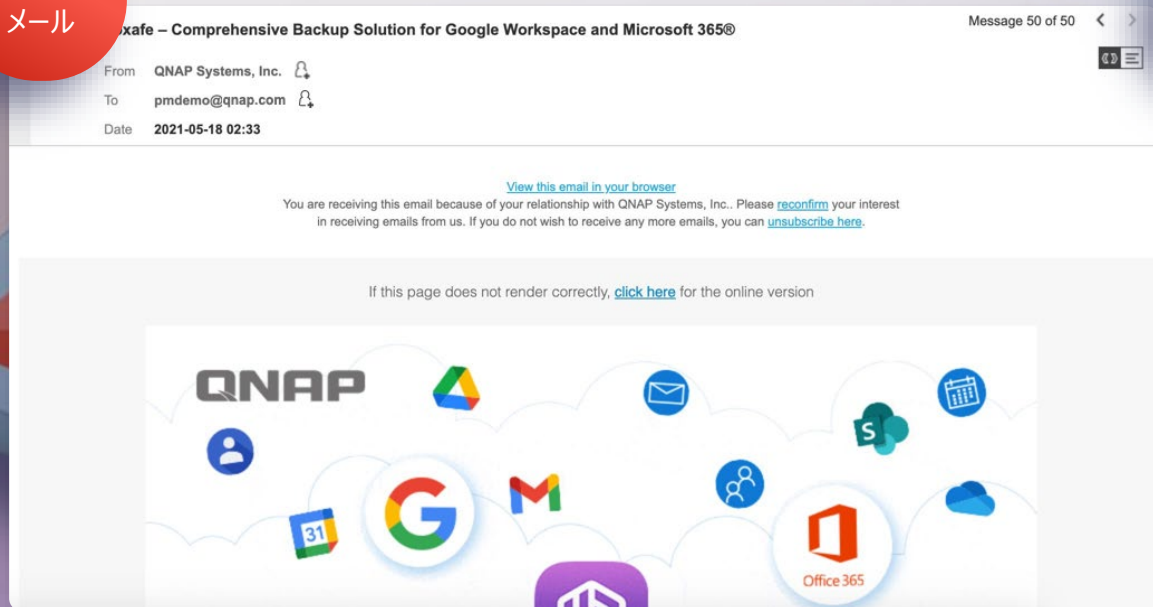 メール
xafe – Comprehensive Backup Solution for Google Workspace and Microsoft 365®
Message 50 of 50
From QNAP Systems, Inc.
To pmdemo@qnap.com
Date 2021-05-18 02:33
View this email in your browser
You are receiving this email because of your relationship with QNAP Systems, Inc.. Please reconfirm your interest
in receiving emails from us. If you do not wish to receive any more emails, you can unsubscribe here.
If this page does not render correctly, click here for the online version
QNAP
S
31
G
Office 365